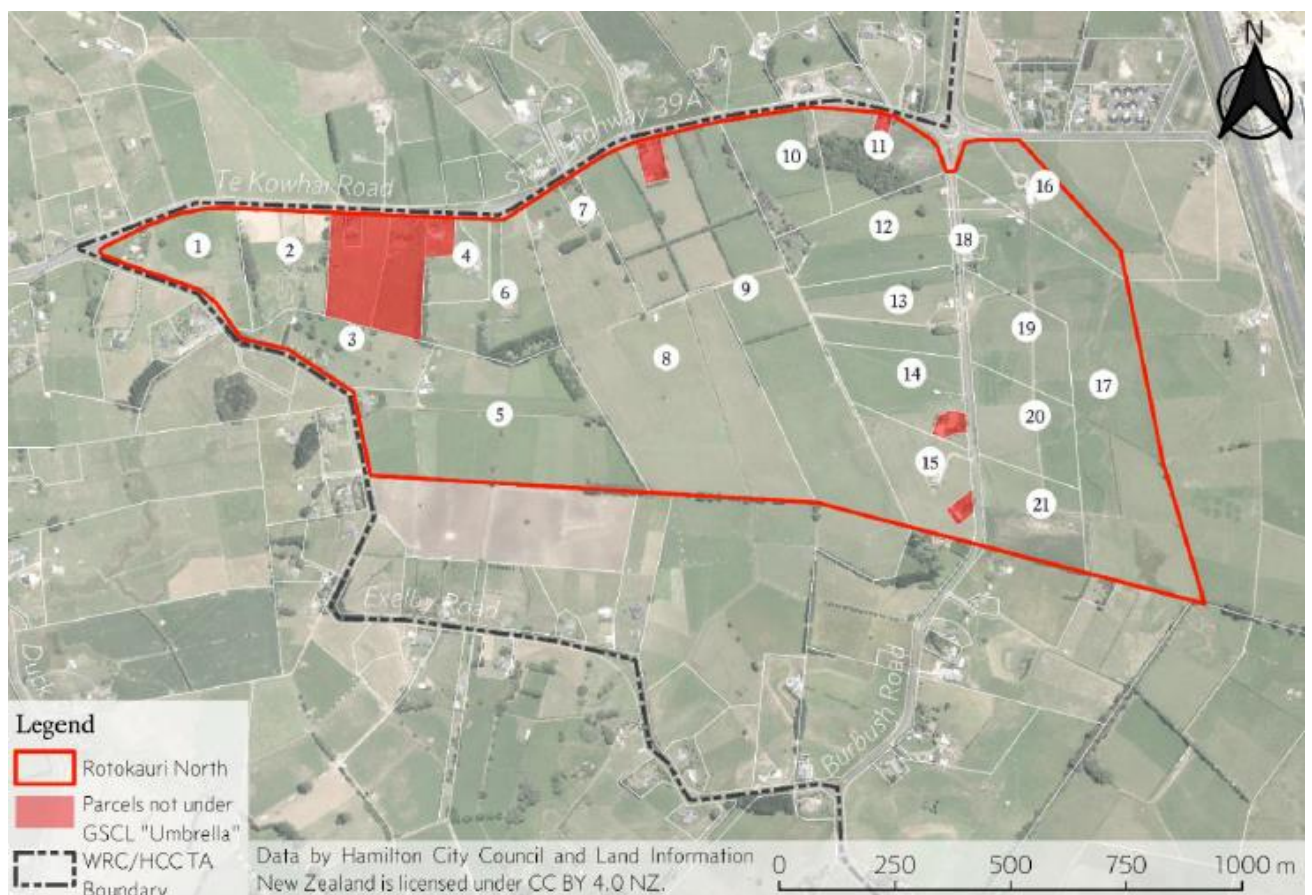 N
Highway 39A
Te Kowhai Road
11
10
16
7
12
18
1
2
4
6
9
13
19
3
8
14
17
5
20
15
21
Exelby Road
Burbush Road
Legend
Rotokauri North
Parcels not under
GSCL "Umbrella"
WRC/HCC TA
Boundary
Data by Hamilton City Council and Land Information
New Zealand is licensed under CC BY 4.0 NZ.
0 250 500 750 1000 m